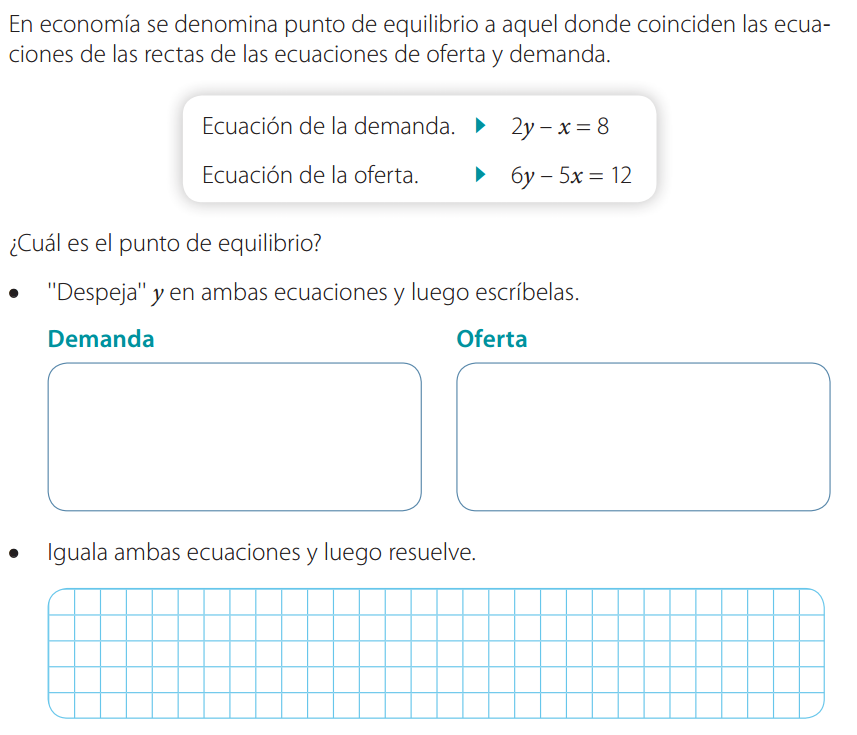 En economía se denomina punto de equilibrio a aquel donde coinciden las ecua-
ciones de las rectas de las ecuaciones de oferta y demanda.
Ecuación de la demanda. ▶ 2y – x = 8
Ecuación de la oferta. ▶ 6y – 5x = 12
¿Cuál es el punto de equilibrio?
• "Despeja" y en ambas ecuaciones y luego escríbelas.
Demanda Oferta
• Iguala ambas ecuaciones y luego resuelve.